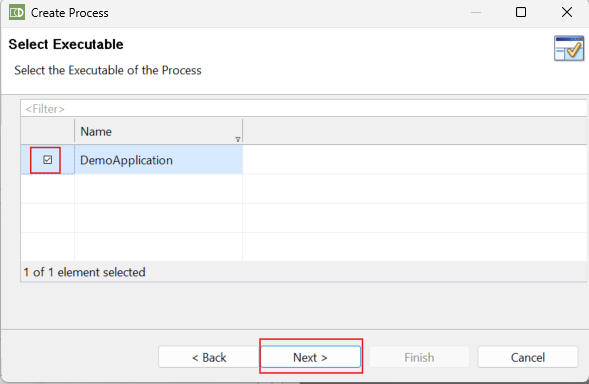 Create Process
Select Executable
Select the Executable of the Process
<Filter>
Name
DemoApplication
1 of 1 element selected
< Back Next > Finish Cancel